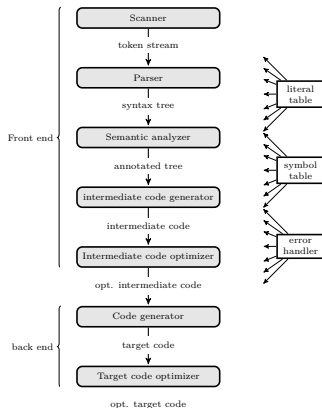 Scanner
token stream
Parser
syntax tree
Semantic analyzer
annotated tree
intermediate code generator
intermediate code
Intermediate code optimizer
opt. intermediate code
Code generator
target code
Target code optimizer
opt. target code
Front end
back end
literal
table
symbol
table
error
handler